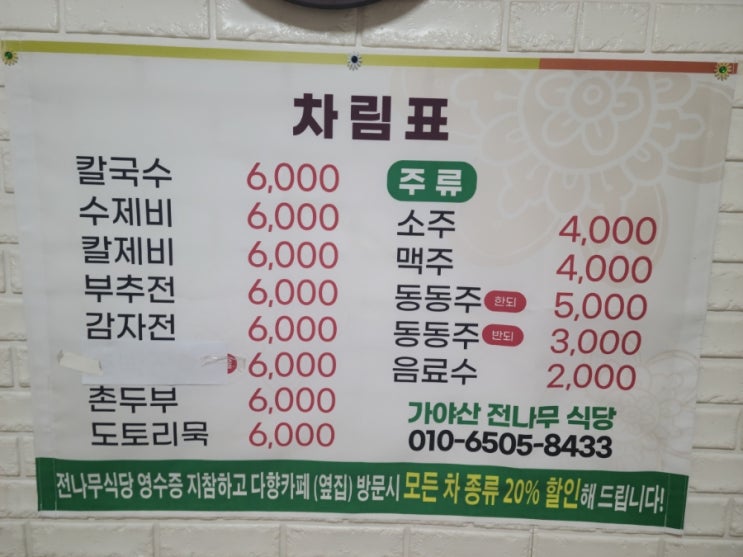 차림표
칼국수 6,000
수제비 6,000
칼제비 6,000
부추전 6,000
감자전 6,000
6,000
촌두부 6,000
도토리묵 6,000
주류
소주 4,000
맥주 4,000
동동주 한되 5,000
동동주 반되 3,000
음료수 2,000
가야산 전나무 식당
010-6505-8433
전나무식당 영수증 지참하고 다향카페(옆집) 방문시 모든 차 종류 20% 할인해 드립니다!